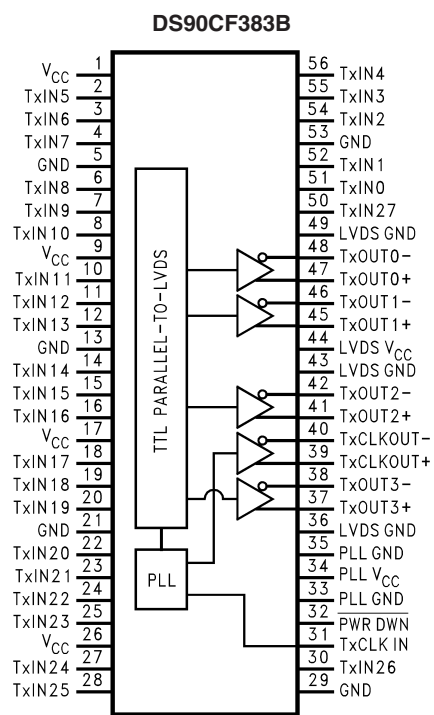 DS90CF383B
VCC 1
TxIN5 2
TxIN6 3
TxIN7 4
GND 5
TxIN8 6
TxIN9 7
TxIN10 8
VCC 9
TxIN11 10
TxIN12 11
TxIN13 12
GND 13
TxIN14 14
TxIN15 15
TxIN16 16
VCC 17
TxIN17 18
TxIN18 19
TxIN19 20
GND 21
TxIN20 22
TxIN21 23
TxIN22 24
TxIN23 25
VCC 26
TxIN24 27
TxIN25 28
TTL PARALLEL-TO-LVDS
PLL
56 TxIN4
55 TxIN3
54 TxIN2
53 GND
52 TxIN1
51 TxIN0
50 TxIN27
49 LVDS GND
48 TxOUT0-
47 TxOUT0+
46 TxOUT1-
45 TxOUT1+
44 LVDS VCC
43 LVDS GND
42 TxOUT2-
41 TxOUT2+
40 TxCLKOUT-
39 TxCLKOUT+
38 TxOUT3-
37 TxOUT3+
36 LVDS GND
35 PLL GND
34 PLL VCC
33 PLL GND
32 PWR DWN
31 TxCLK IN
30 TxIN26
29 GND